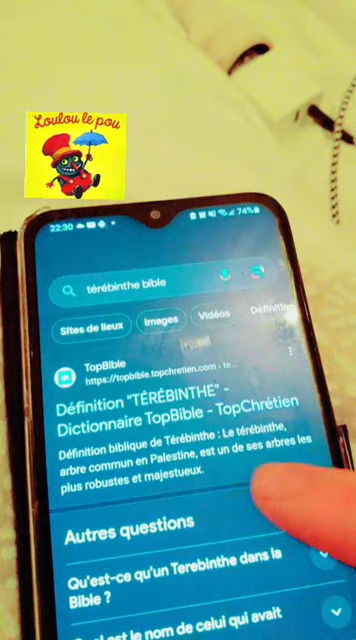 Loulou le pou
22:30
74%
térébinthe bible
Sites de lieux
Images
Vidéos
Définition
TopBible
https://topbible.topchretien.com › te...
Définition "TÉRÉBINTHE" -
Dictionnaire TopBible - TopChrétien
Définition biblique de Térébinthe : Le térébinthe,
arbre commun en Palestine, est un de ses arbres les
plus robustes et majestueux.
Autres questions
Qu'est-ce qu'un Terebinthe dans la
Bible ?
est le nom de celui qui avait